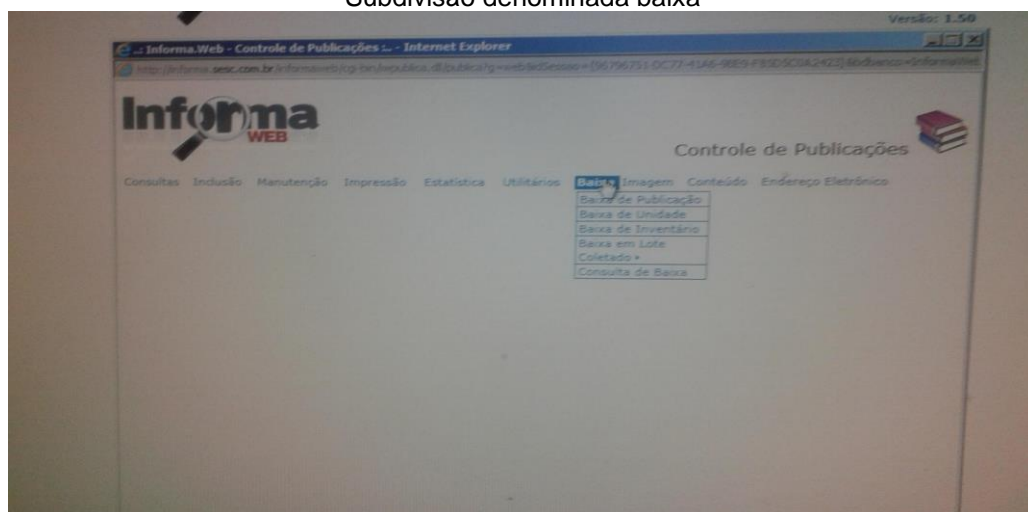 Subdivisão denominada baixa
Versão: 1.50
.: Informa.Web - Controle de Publicações :.. - Internet Explorer
Informa
WEB
Controle de Publicações
Consultas Inclusão Manutenção Impressão Estatística Utilitários Baixa Imagem Conteúdo Endereço Eletrônico
Baixa de Publicação
Baixa de Unidade
Baixa de Inventário
Baixa em Lote
Coletado
Consulta de Baixa